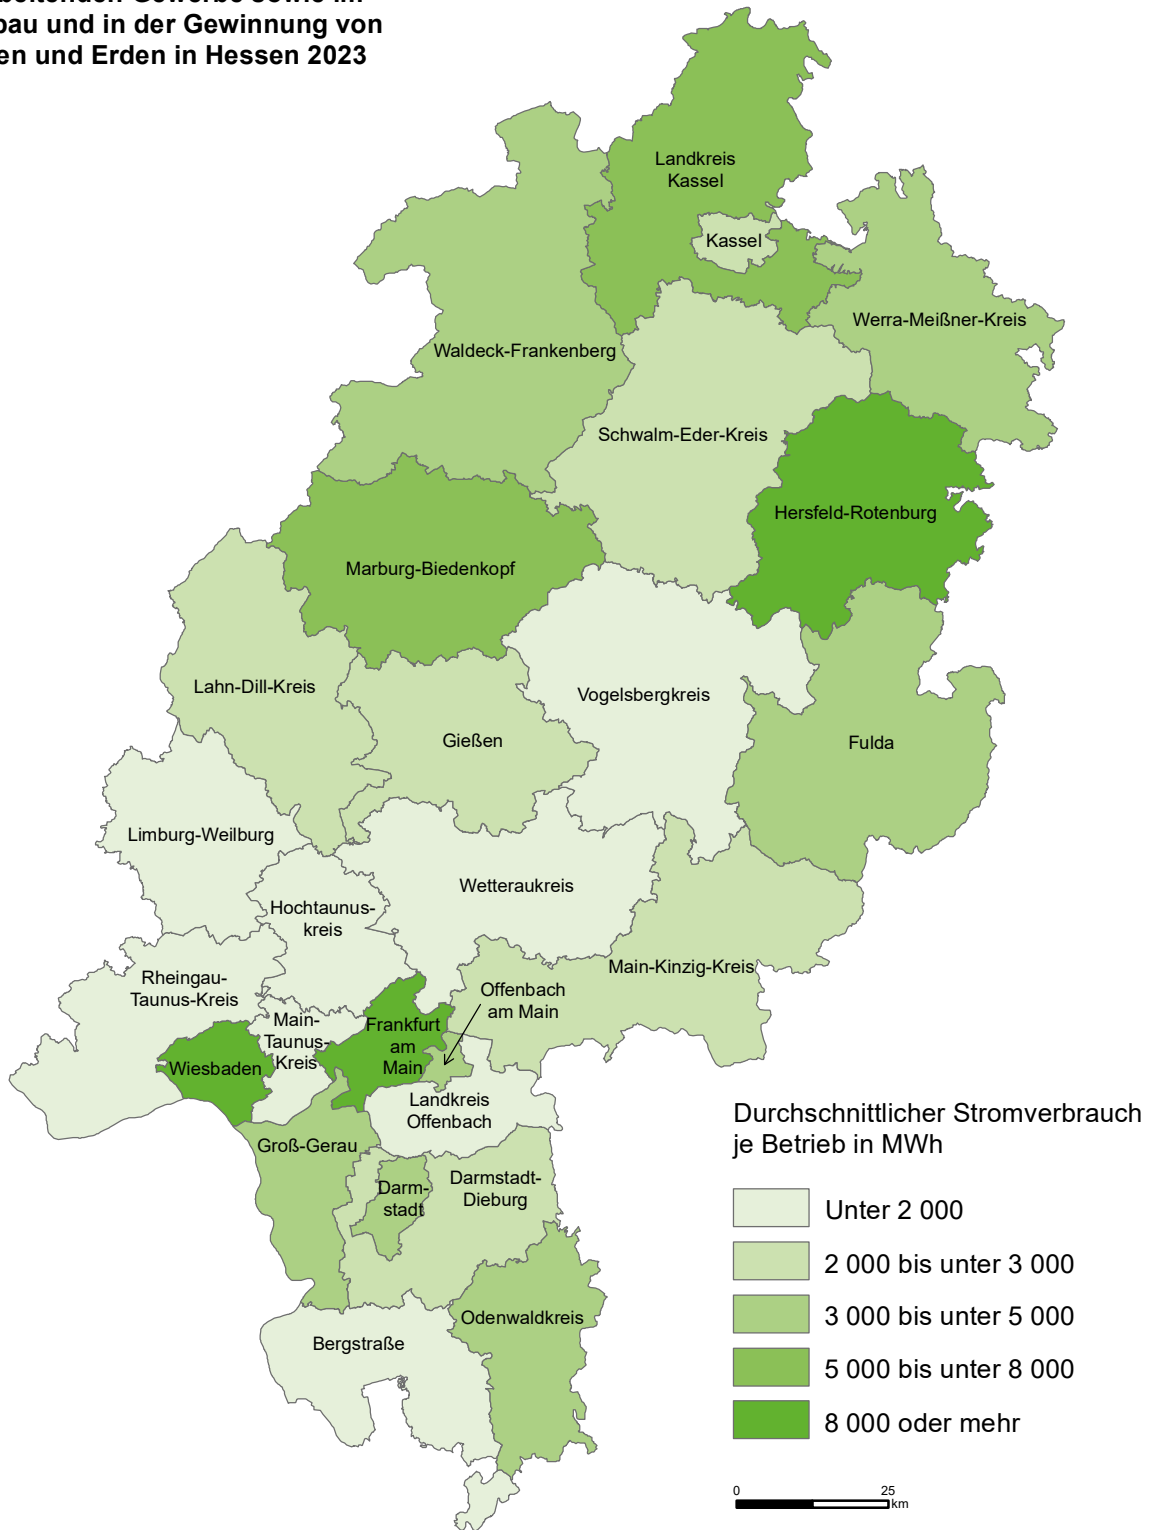 pau und in der Gewinnung von
en und Erden in Hessen 2023
Landkreis
Kassel
Kassel
Werra-Meißner-Kreis
Waldeck-Frankenberg
Schwalm-Eder-Kreis
Hersfeld-Rotenburg
Marburg-Biedenkopf
Lahn-Dill-Kreis
Vogelsbergkreis
Gießen
Fulda
Limburg-Weilburg
Wetteraukreis
Hochtaunus-
kreis
Main-Kinzig-Kreis
Rheingau-
Taunus-Kreis
Offenbach
am Main
Main-
Taunus-
Kreis
Frankfurt
am
Main
Wiesbaden
Landkreis
Offenbach
Groß-Gerau
Darm-
stadt
Darmstadt-
Dieburg
Odenwaldkreis
Bergstraße
Durchschnittlicher Stromverbrauch
je Betrieb in MWh
Unter 2 000
2 000 bis unter 3 000
3 000 bis unter 5 000
5 000 bis unter 8 000
8 000 oder mehr
0 25
km